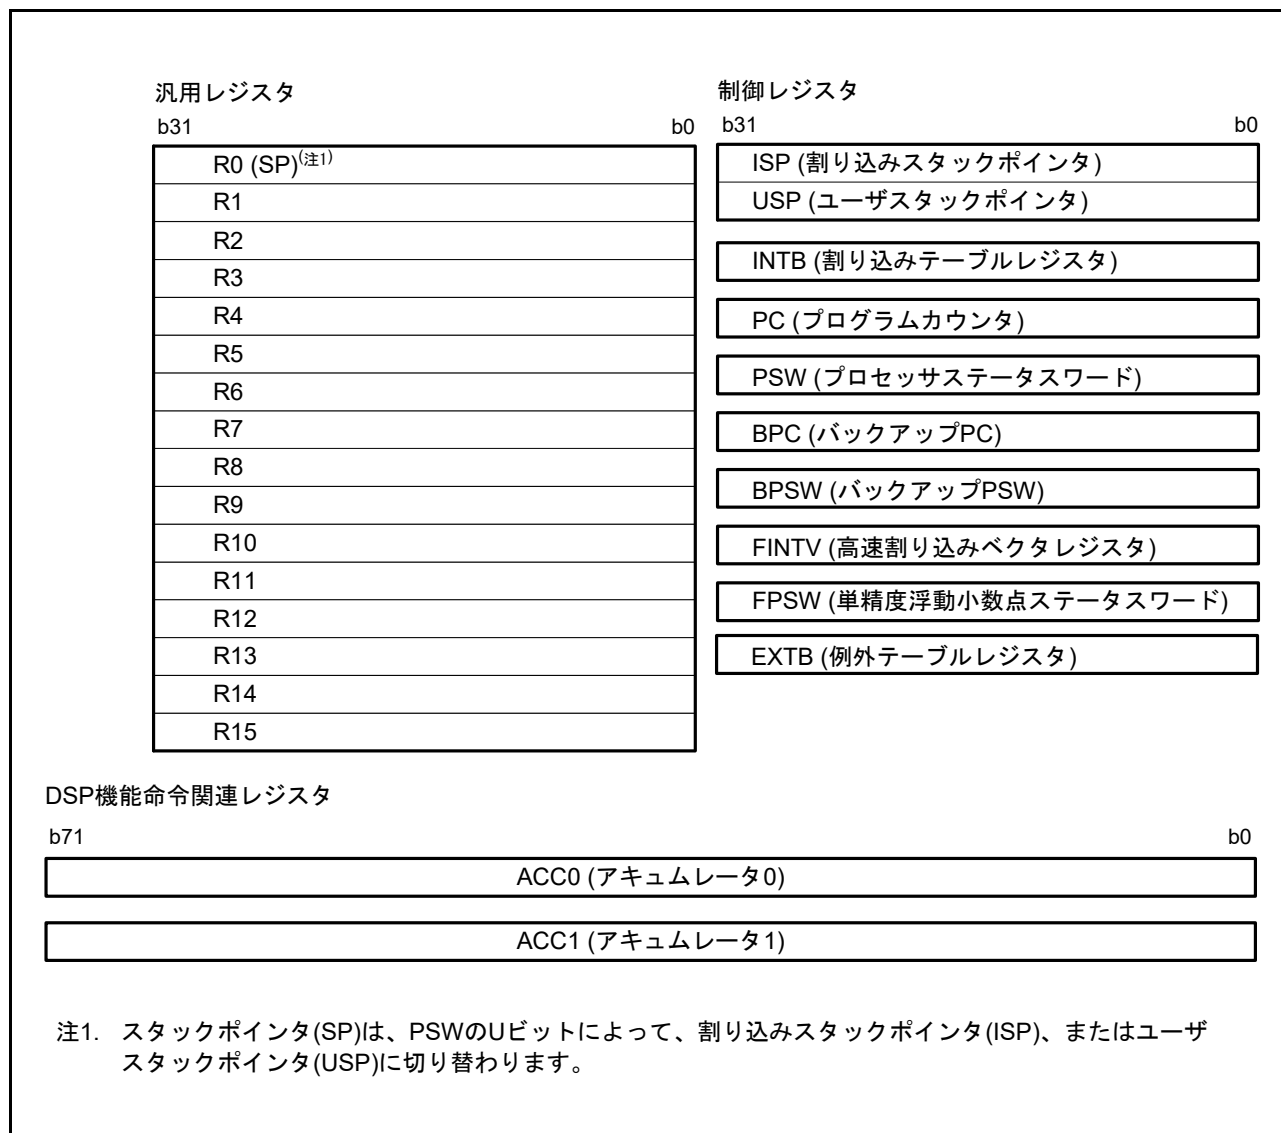 汎用レジスタ
b31 b0
R0 (SP)(注1)
R1
R2
R3
R4
R5
R6
R7
R8
R9
R10
R11
R12
R13
R14
R15
制御レジスタ
b31 b0
ISP (割り込みスタックポインタ)
USP (ユーザスタックポインタ)
INTB (割り込みテーブルレジスタ)
PC (プログラムカウンタ)
PSW (プロセッサステータスワード)
BPC (バックアップPC)
BPSW (バックアップPSW)
FINTV (高速割り込みベクタレジスタ)
FPSW (単精度浮動小数点ステータスワード)
EXTB (例外テーブルレジスタ)
DSP機能命令関連レジスタ
b71 b0
ACC0 (アキュムレータ0)
ACC1 (アキュムレータ1)
注1. スタックポインタ(SP)は、PSWのUビットによって、割り込みスタックポインタ(ISP)、またはユーザ
スタックポインタ(USP)に切り替わります。